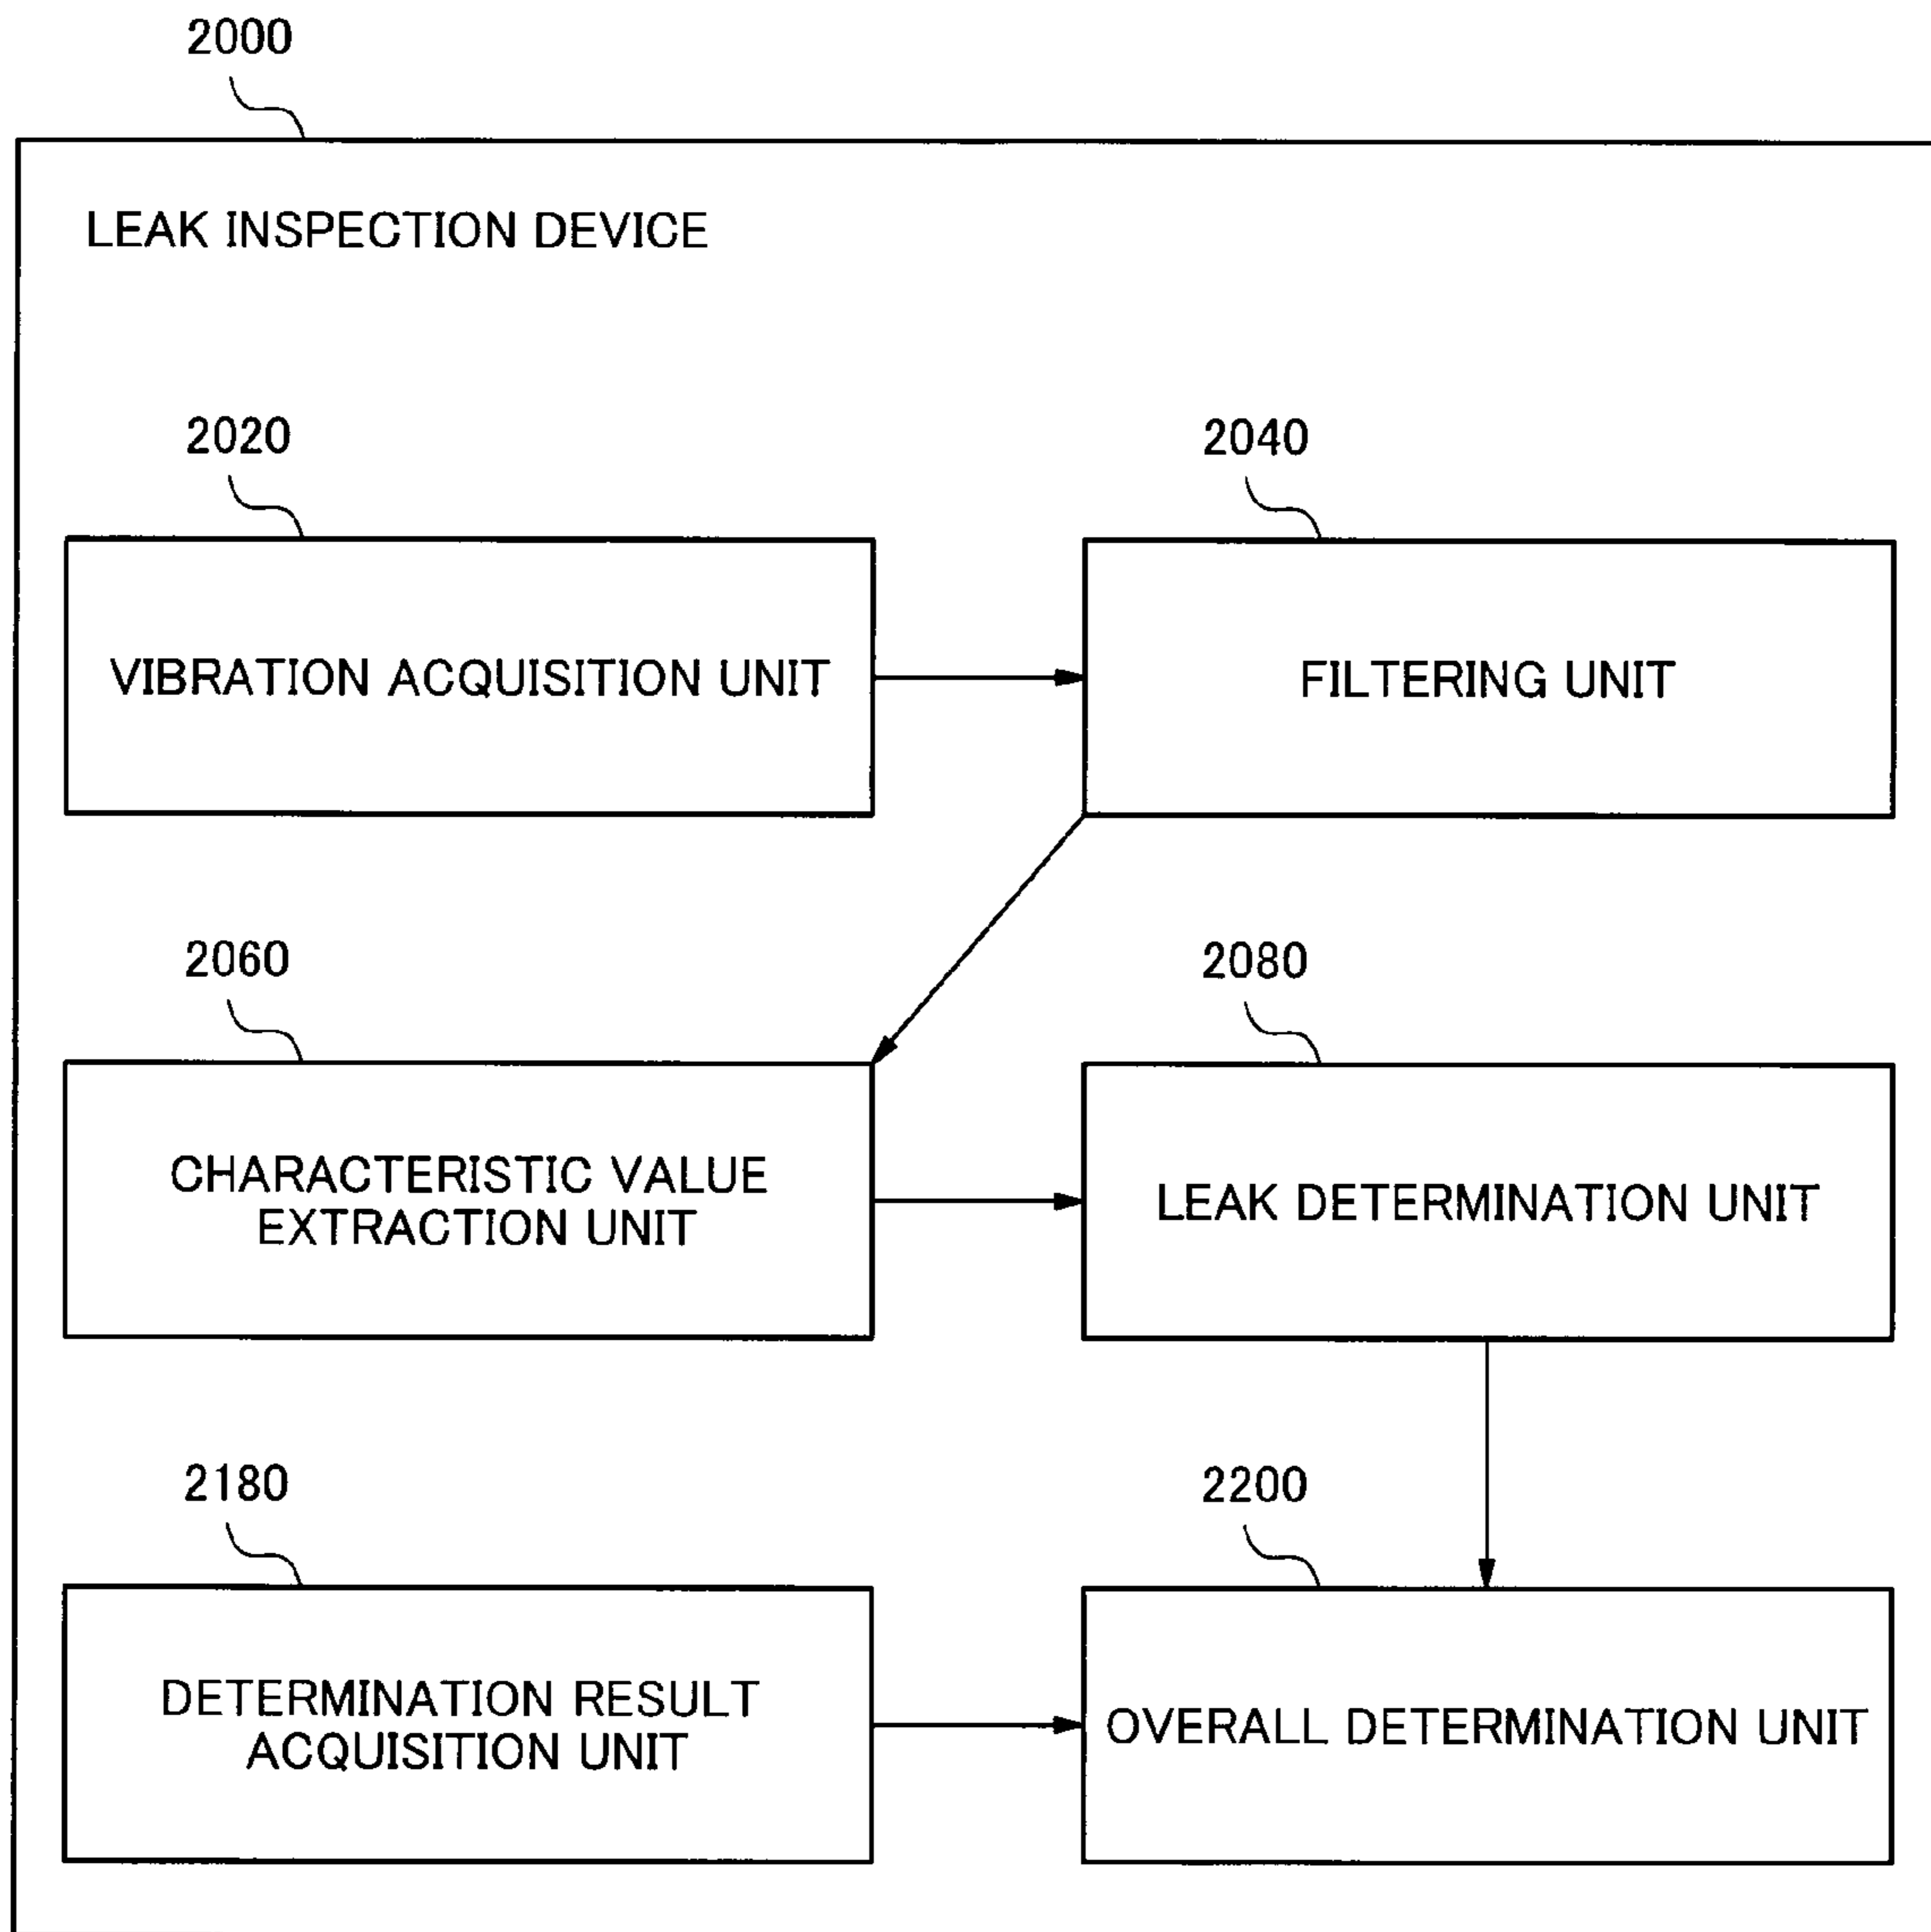 2000
LEAK INSPECTION DEVICE
2020
2040
VIBRATION ACQUISITION UNIT
FILTERING UNIT
2060
2080
CHARACTERISTIC VALUE
EXTRACTION UNIT
LEAK DETERMINATION UNIT
2180
2200
DETERMINATION RESULT
ACQUISITION UNIT
OVERALL DETERMINATION UNIT